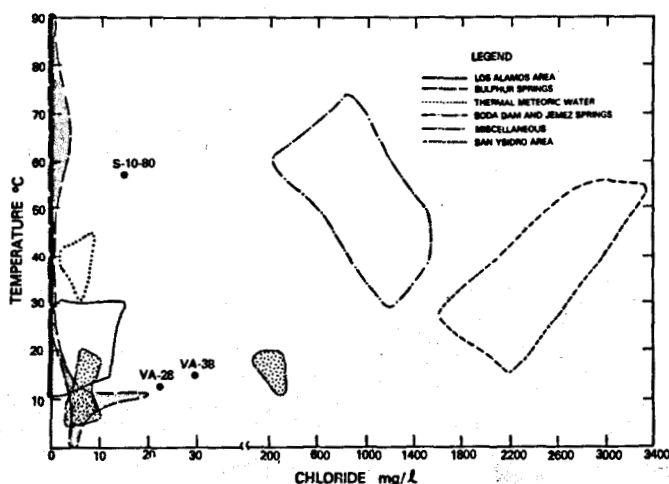 90
80
70
60
50
40
30
20
10
0
TEMPERATURE °C
LEGEND
LOS ALAMOS AREA
SULPHUR SPRINGS
THERMAL METEORIC WATER
SODA DAM AND JEMEZ SPRINGS
MISCELLANEOUS
SAN YSIDRO AREA
S-10-80
VA-28
VA-38
0 10 20 30 200 600 1000 1400 1800 2200 2600 3000 3400
CHLORIDE mg/ℓ